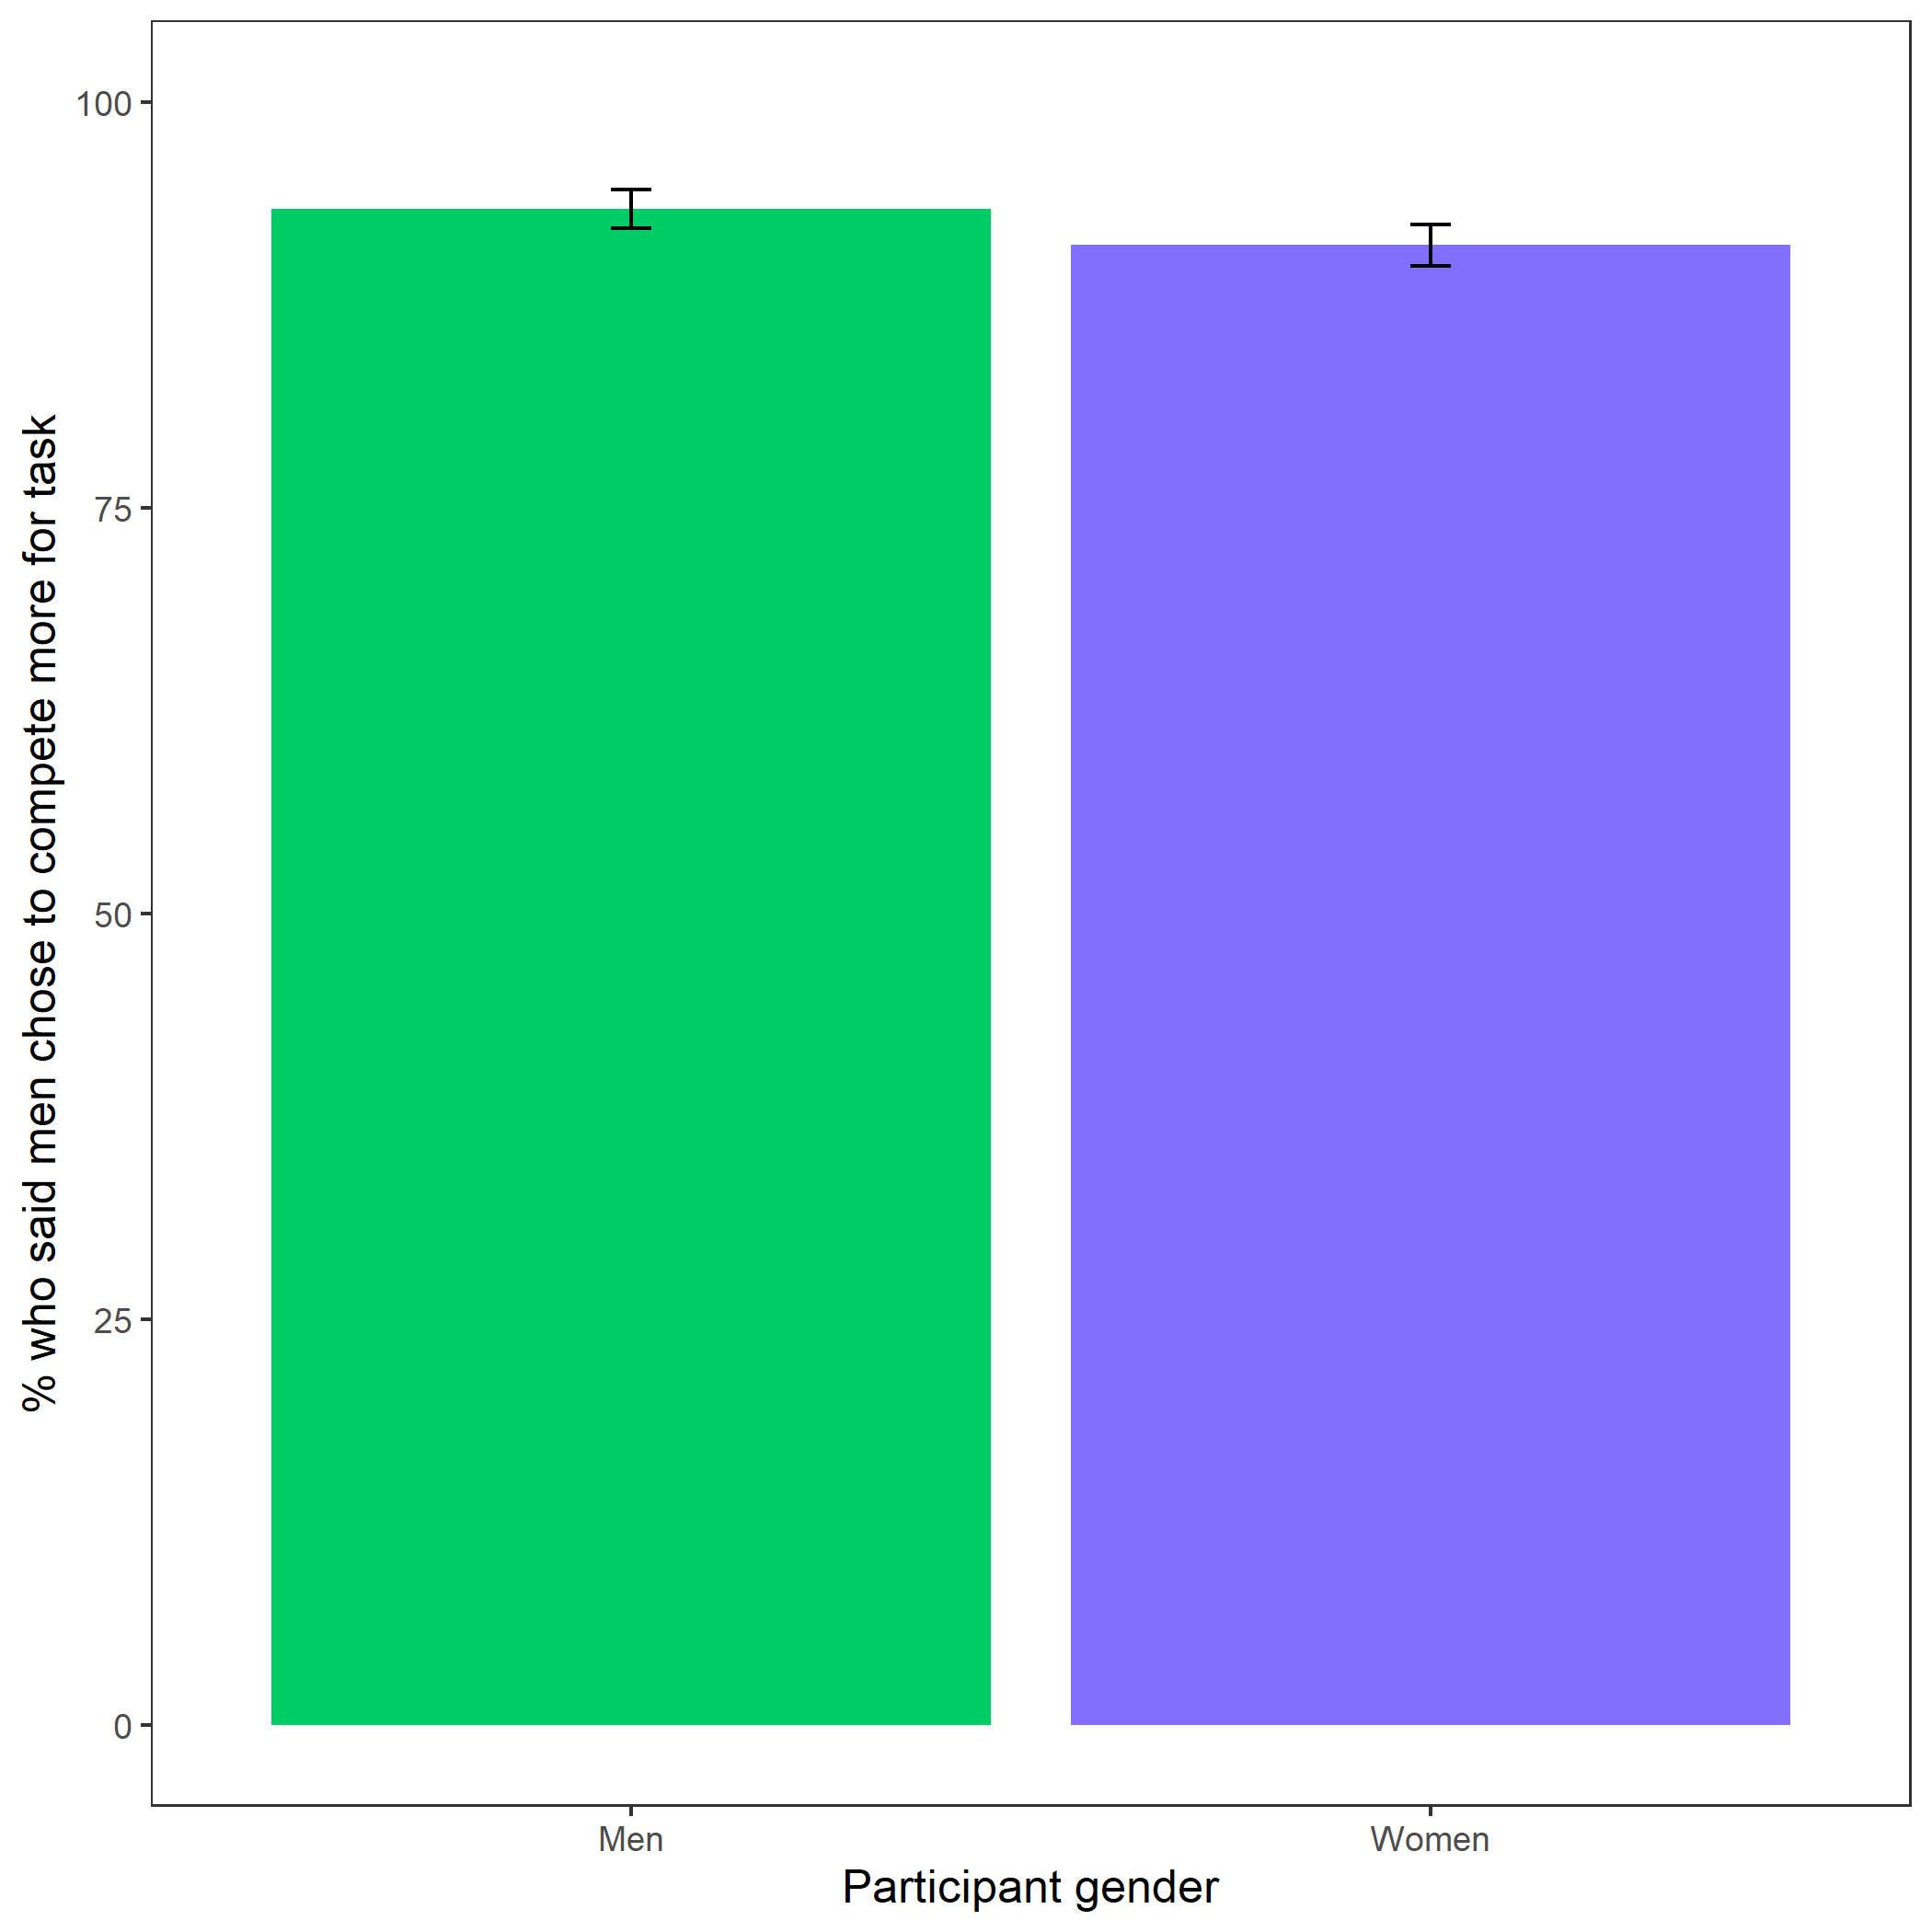 % who said men chose to compete more for task
100
75
50
25
0
Men
Women
Participant gender